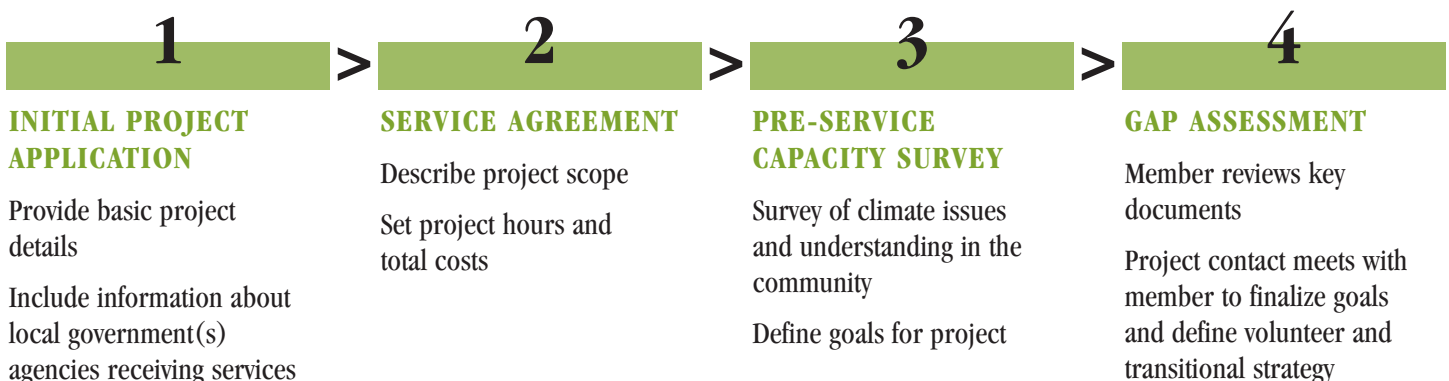 1
>
2
>
3
>
4
INITIAL PROJECT
APPLICATION
Provide basic project
details
Include information about
local government(s)
agencies receiving services
SERVICE AGREEMENT
Describe project scope
Set project hours and
total costs
PRE-SERVICE
CAPACITY SURVEY
Survey of climate issues
and understanding in the
community
Define goals for project
GAP ASSESSMENT
Member reviews key
documents
Project contact meets with
member to finalize goals
and define volunteer and
transitional strategy